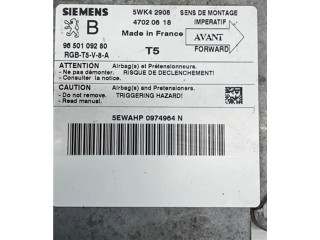 SIEMENS
5WK4 2908
SENS DE MONTAGE
B
4702 06 18
IMPERATIF
Made in France
AVANT
96 501 092 80
T5
FORWARD
RGB-T5-V-8-A
ATTENTION
Airbag(s) et Prétensionneurs.
- Ne pas démonter.
RISQUE DE DECLENCHEMENT!
- Consulter la notice.
CAUTION
Airbag(s) and Pretensioners.
- Do not remove.
TRIGGERING HAZARD!
- Read manual.
5EWAHP 0974964 N